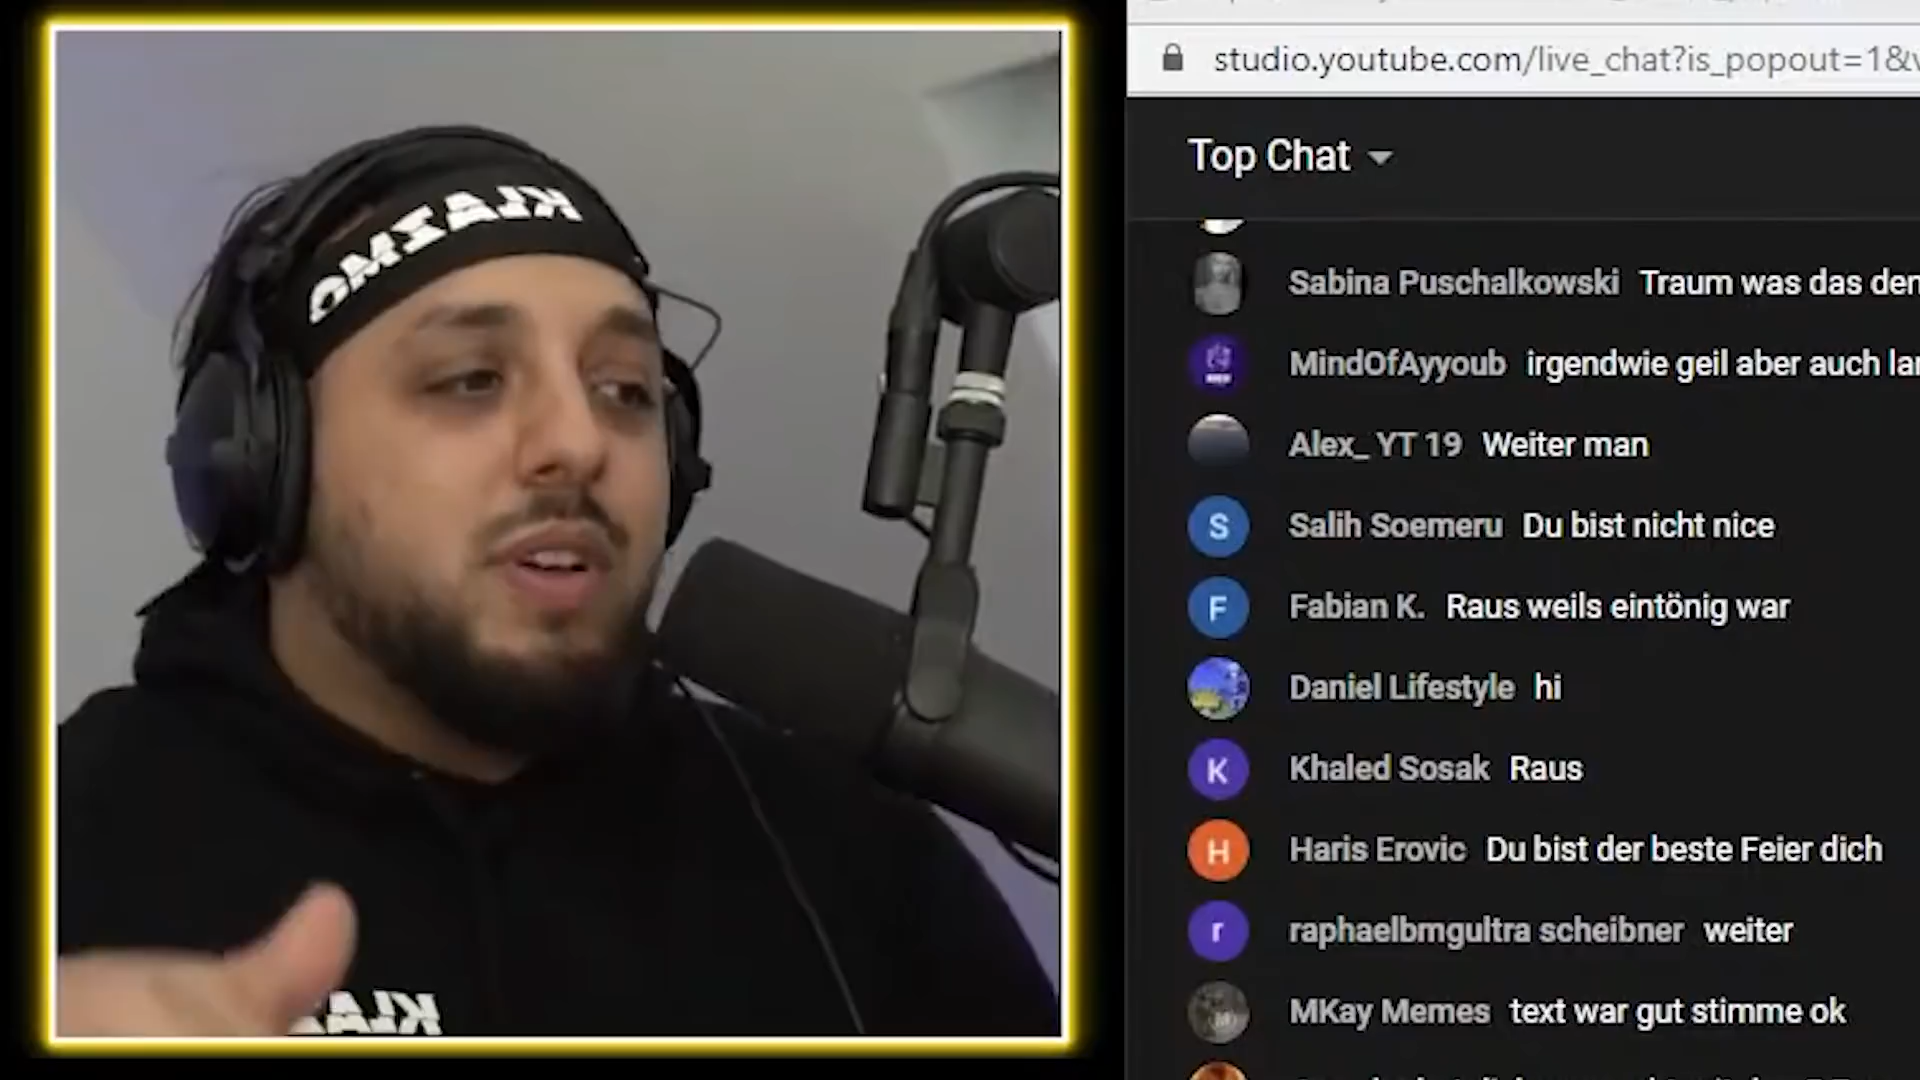 studio.youtube.com/live_chat?is_popout=1&
Top Chat
KLAZMO
Sabina Puschalkowski Traum was das
MindOfAyyoub irgendwie geil aber auch
Alex_ YT 19 Weiter man
S Salih Soemeru Du bist nicht nice
F Fabian K. Raus weils eintönig war
Daniel Lifestyle hi
K Khaled Sosak Raus
H Haris Erovic Du bist der beste Feier dich
r raphaelbmgultra scheibner weiter
MKay Memes text war gut stimme ok